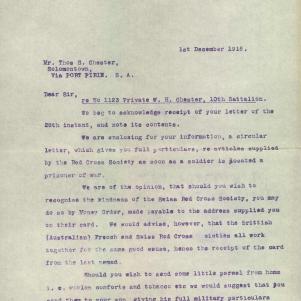 1st December 1916.
Mr. Thos S. Chester,
Solomontown,
Via PORT PIRIE. S. A.
Dear Sir,
re No 1123 Private W. H. Chester, 10th Battalion.
We beg to acknowledge receipt of your letter of the
28th instant, and note its contents.
We are enclosing for your information, a circular
letter, which gives you full particulars, re articles supplied
by the Red Cross Society as soon as a soldier is located a
prisoner of war.
We are of the opinion, that should you wish to
recognise the kindness of the Swiss Red Cross Society, you may
do so by Money Order, made payable to the address supplied you
on their card. We would advise, however, that the British
(Australian) French and Swiss Red Cross Societies all work
together for the same good cause, hence the receipt of the card
from the last named.
Should you wish to send some little parcel from home
i. e. woolen comforts and tobacco etc we would suggest that you
send them to your son, giving his full military particulars